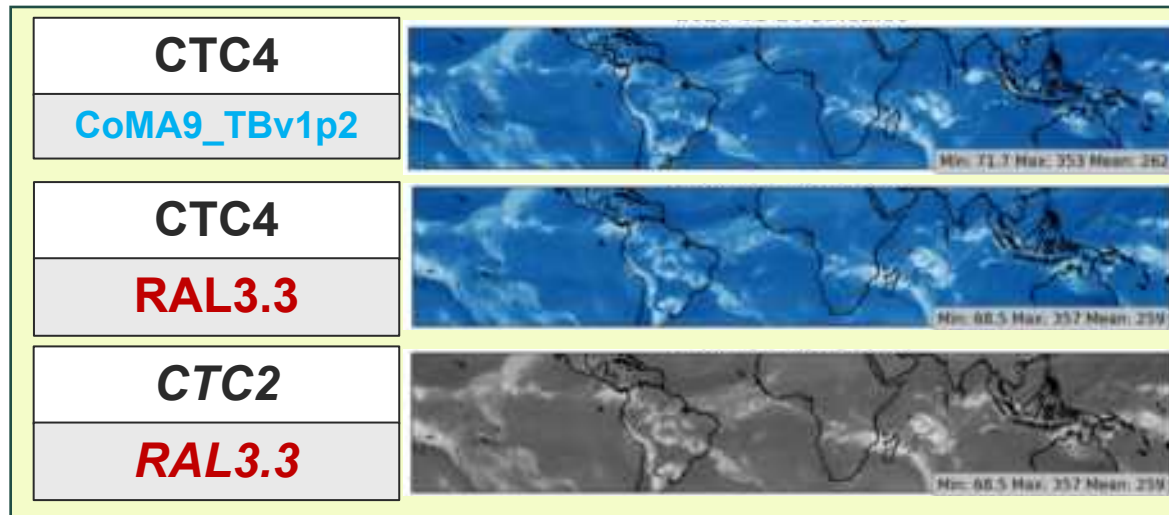 CTC4
CoMA9_TBv1p2
Min: 71.7 Max: 353 Mean: 262
CTC4
RAL3.3
Min: 68.5 Max: 357 Mean: 259
CTC2
RAL3.3
Min: 68.5 Max: 357 Mean: 259